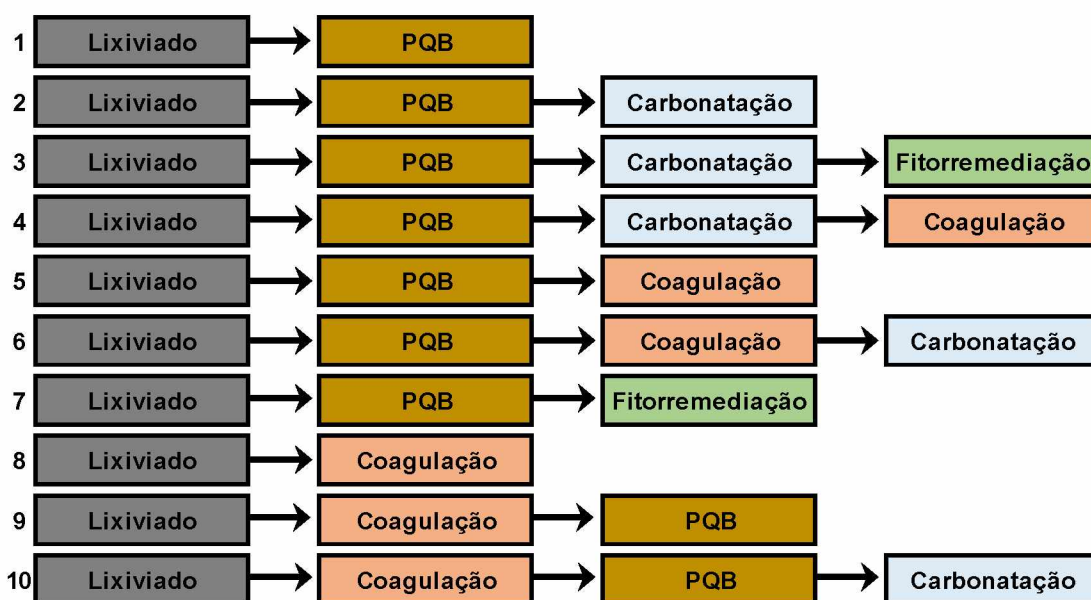 1 Lixiviado PQB
2 Lixiviado PQB Carbonatação
3 Lixiviado PQB Carbonatação Fitorremediação
4 Lixiviado PQB Carbonatação Coagulação
5 Lixiviado PQB Coagulação
6 Lixiviado PQB Coagulação Carbonatação
7 Lixiviado PQB Fitorremediação
8 Lixiviado Coagulação
9 Lixiviado Coagulação PQB
10 Lixiviado Coagulação PQB Carbonatação